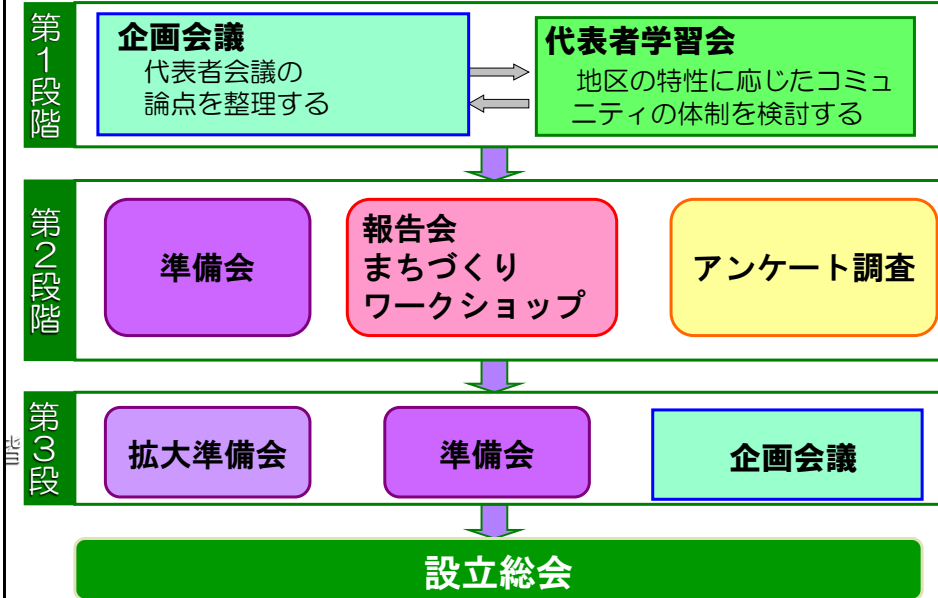 第1段階
企画会議
代表者会議の
論点を整理する
代表者学習会
地区の特性に応じたコミュ
ニティの体制を検討する
第2段階
準備会
報告会
まちづくり
ワークショップ
アンケート調査
第3段
階
拡大準備会
準備会
企画会議
設立総会